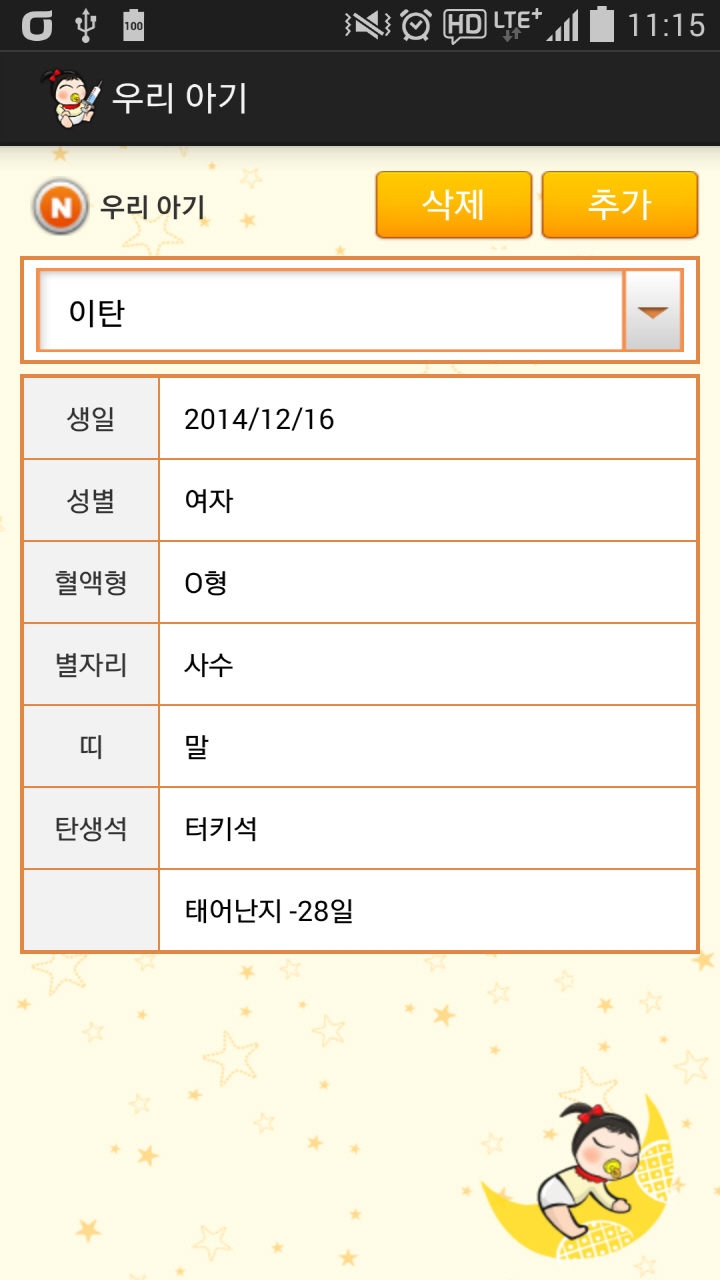 100
HD LTE+ 11:15
우리 아기
N 우리 아기 삭제 추가
이탄
생일 2014/12/16
성별 여자
혈액형 O형
별자리 사수
띠 말
탄생석 터키석
태어난지 -28일